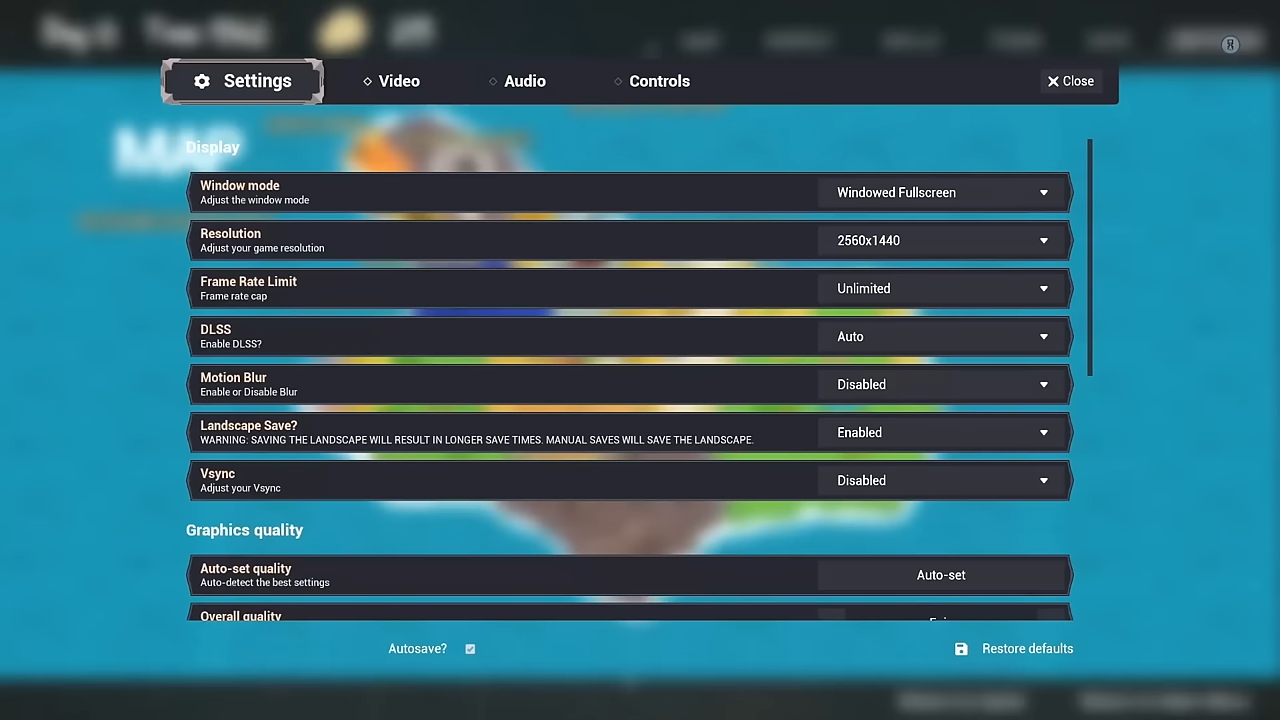 Settings
Video
Audio
Controls
Close
MAP
Display
Window mode
Adjust the window mode
Windowed Fullscreen
Resolution
Adjust your game resolution
2560x1440
Frame Rate Limit
Frame rate cap
Unlimited
DLSS
Enable DLSS?
Auto
Motion Blur
Enable or Disable Blur
Disabled
Landscape Save?
WARNING: SAVING THE LANDSCAPE WILL RESULT IN LONGER SAVE TIMES. MANUAL SAVES WILL SAVE THE LANDSCAPE.
Enabled
Vsync
Adjust your Vsync
Disabled
Graphics quality
Auto-set quality
Auto-detect the best settings
Auto-set
Overall quality
Autosave?
Restore defaults